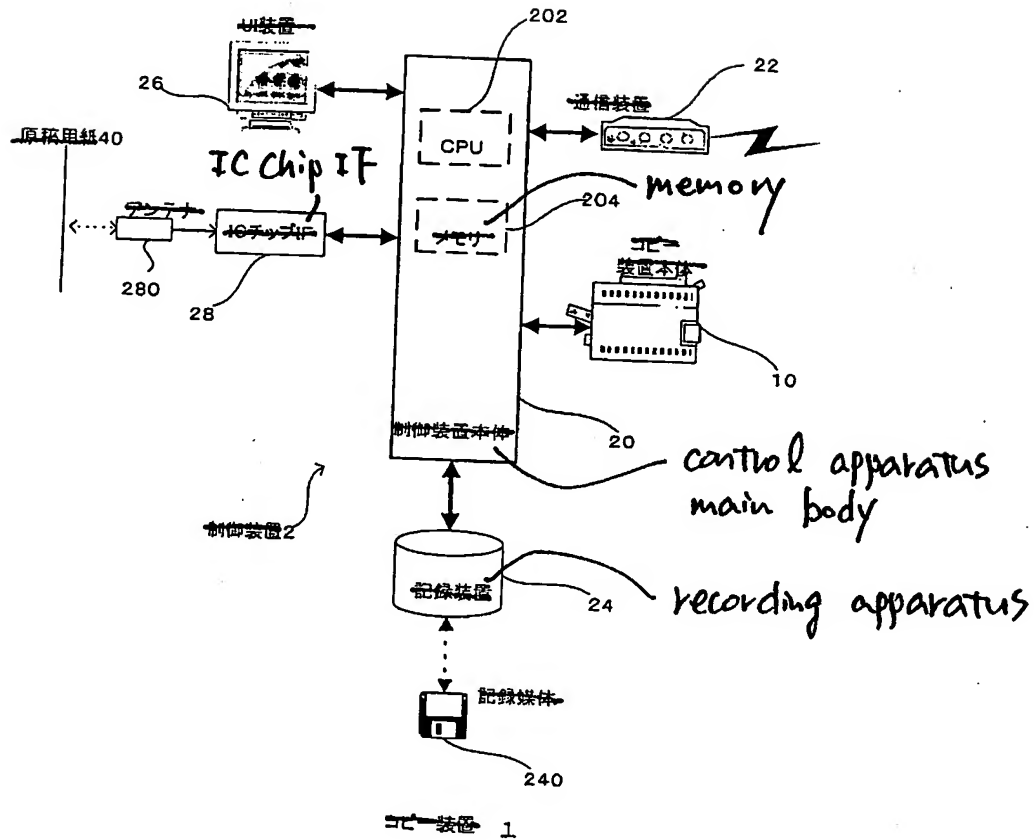 202
UI装置
26
22
通信装置
原稿用紙40
CPU
IC Chip IF
memory
アンテナ
ICチップIF
メモリ
204
280
28
コピー
装置本体
10
制御装置本体
20
control apparatus
main body
制御装置2
記録装置
24
recording apparatus
記録媒体
240
コピー装置 1